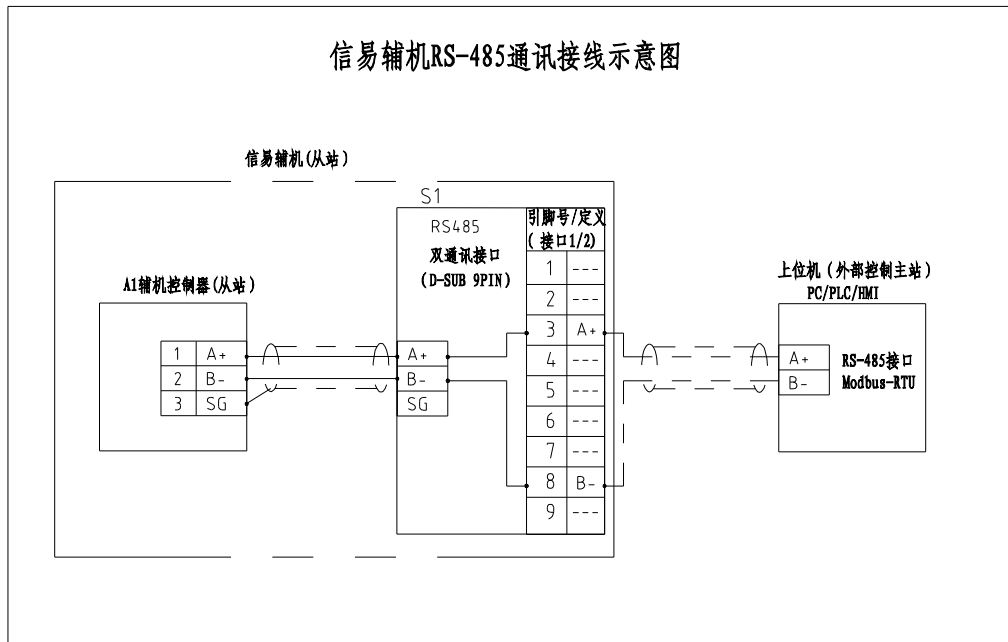 信易辅机RS-485通讯接线示意图
信易辅机(从站)
S1
RS485
双通讯接口
(D-SUB 9PIN)
引脚号/定义
( 接口1/2)
1 ---
2 ---
3 A+
4 ---
5 ---
6 ---
7 ---
8 B-
9 ---
A1辅机控制器(从站)
1 A+
2 B-
3 SG
A+
B-
SG
上位机(外部控制主站)
PC/PLC/HMI
A+
B-
RS-485接口
Modbus-RTU